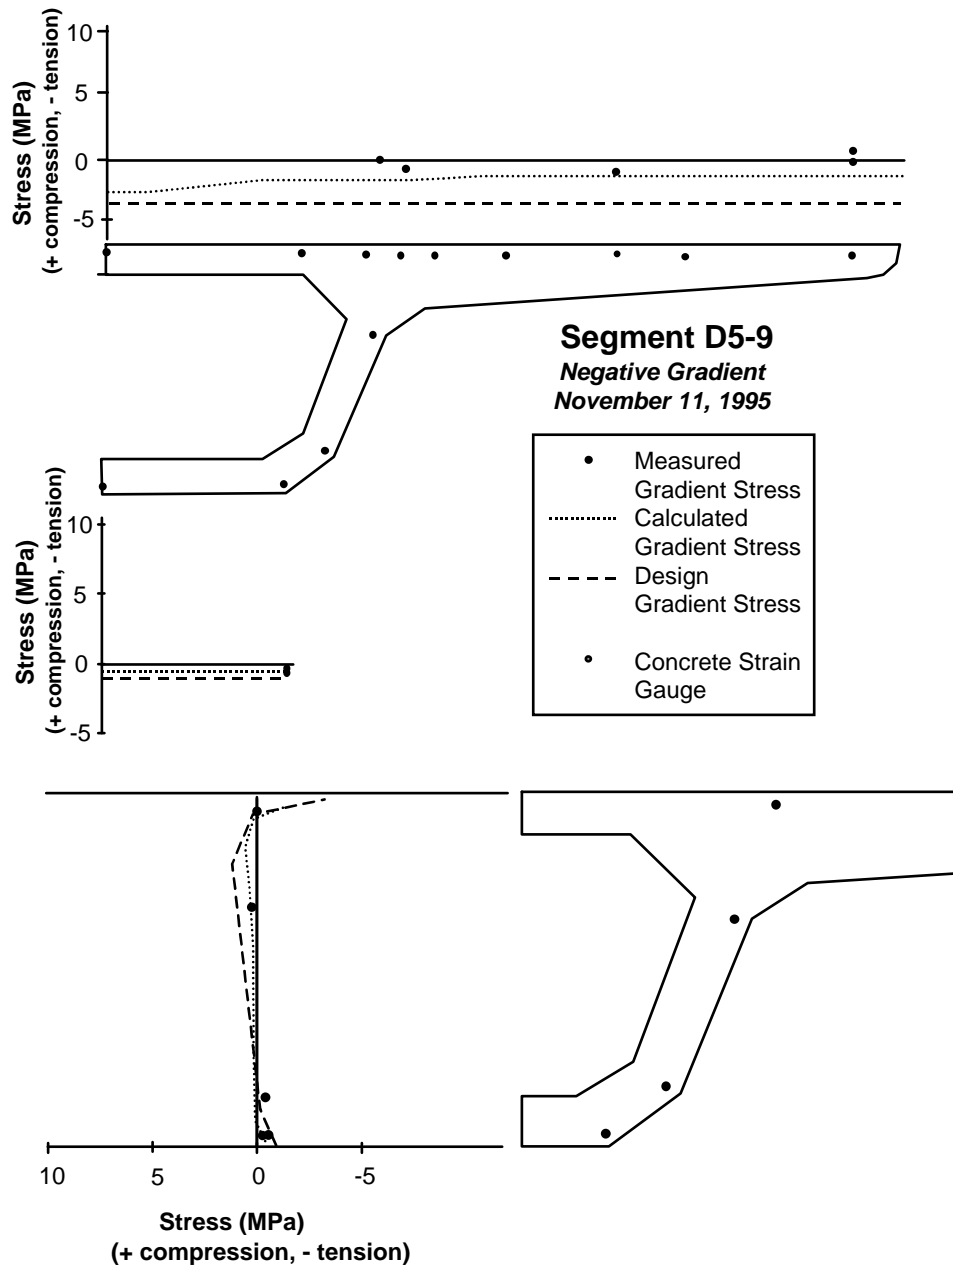 10
5
0
-5
Stress (MPa)
(+ compression, - tension)
Segment D5-9
Negative Gradient
November 11, 1995
Measured
Gradient Stress
Calculated
Gradient Stress
Design
Gradient Stress
Concrete Strain
Gauge
10
5
0
-5
Stress (MPa)
(+ compression, - tension)
10
5
0
-5
Stress (MPa)
(+ compression, - tension)